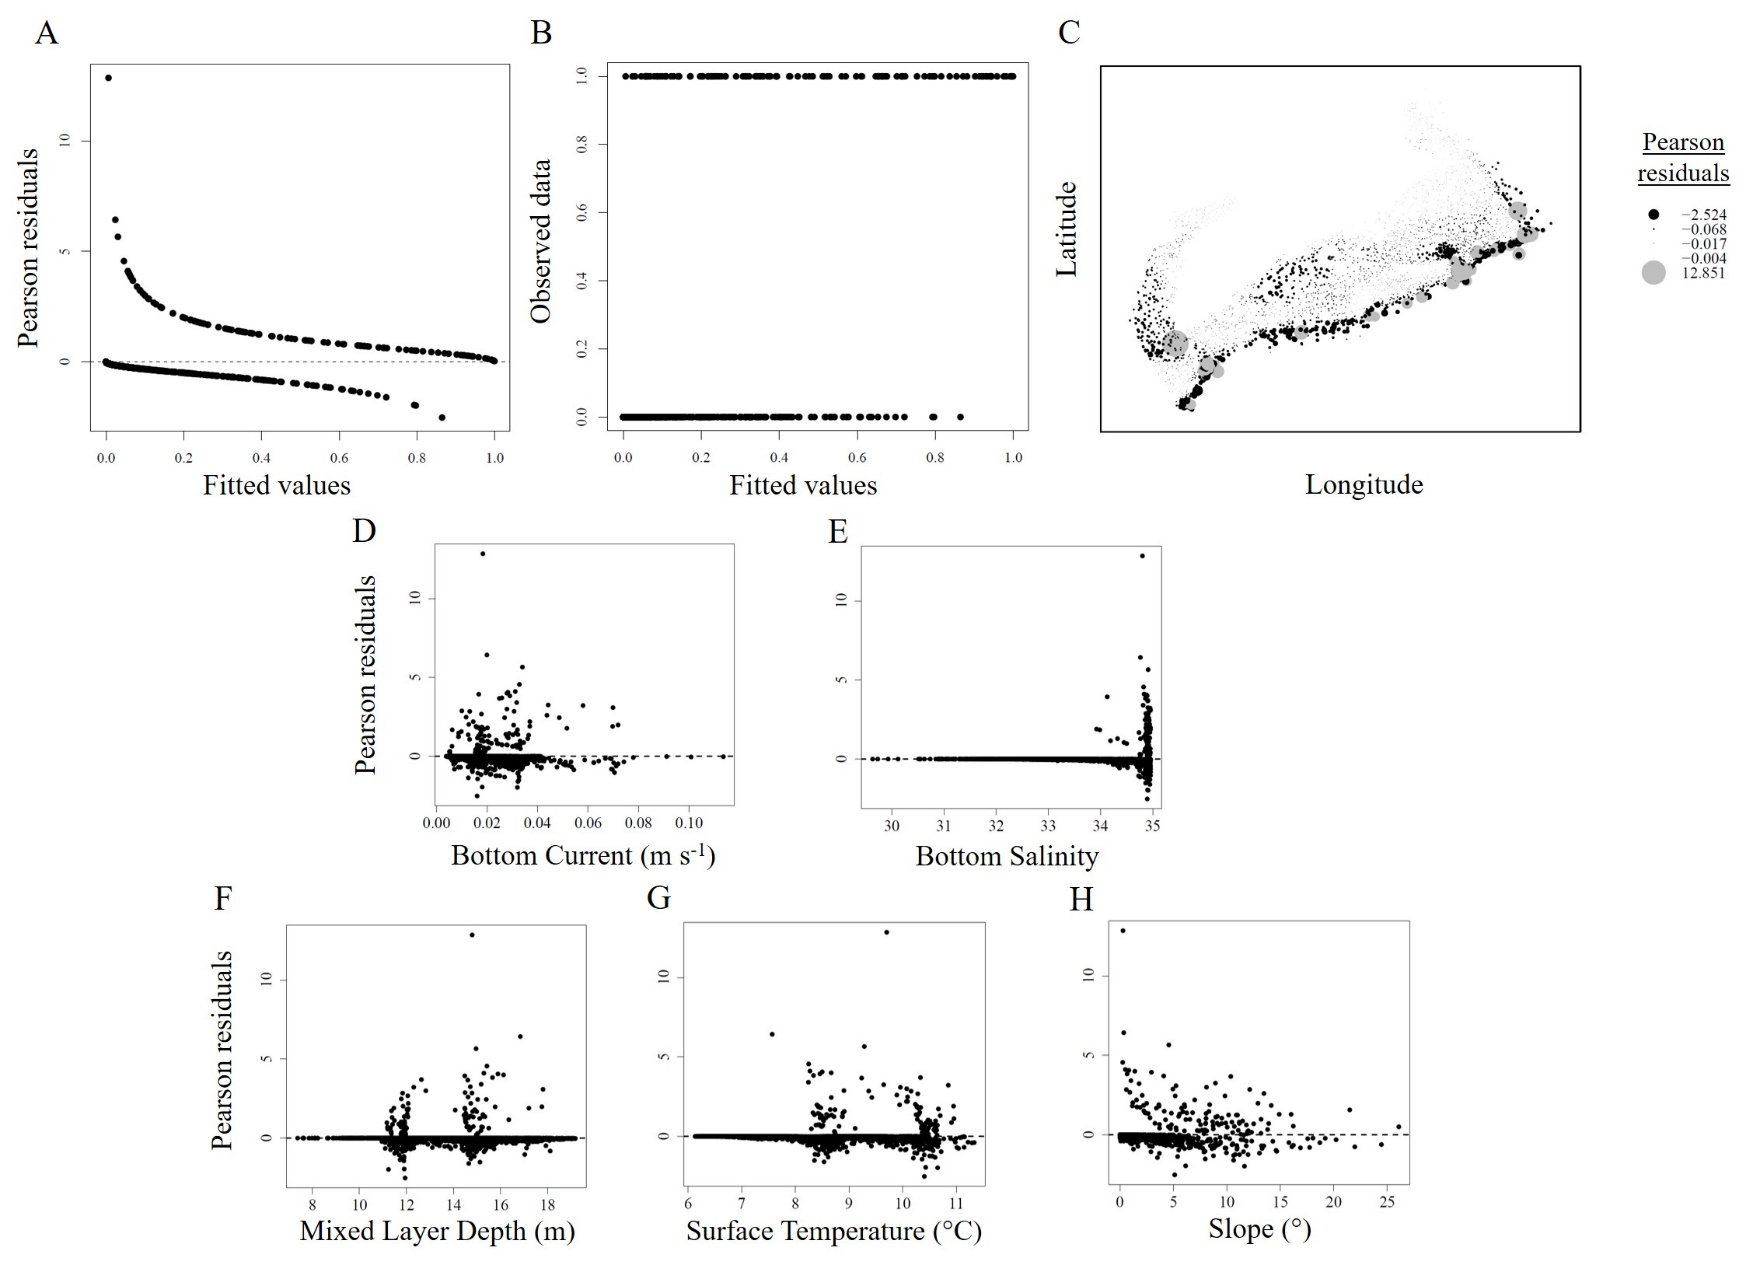 A
B
C
Pearson residuals
0
5
10
0.0 0.2 0.4 0.6 0.8 1.0
Fitted values
Observed data
0.0 0.2 0.4 0.6 0.8 1.0
0.0 0.2 0.4 0.6 0.8 1.0
Fitted values
Latitude
Longitude
Pearson
residuals
−2.524
−0.068
−0.017
−0.004
12.851
D
E
Pearson residuals
0 5 10
0.00 0.02 0.04 0.06 0.08 0.10
Bottom Current (m s-1)
0 5 10
30 31 32 33 34 35
Bottom Salinity
F
G
H
Pearson residuals
0 5 10
8 10 12 14 16 18
Mixed Layer Depth (m)
0 5 10
6 7 8 9 10 11
Surface Temperature (°C)
0 5 10
0 5 10 15 20 25
Slope (°)